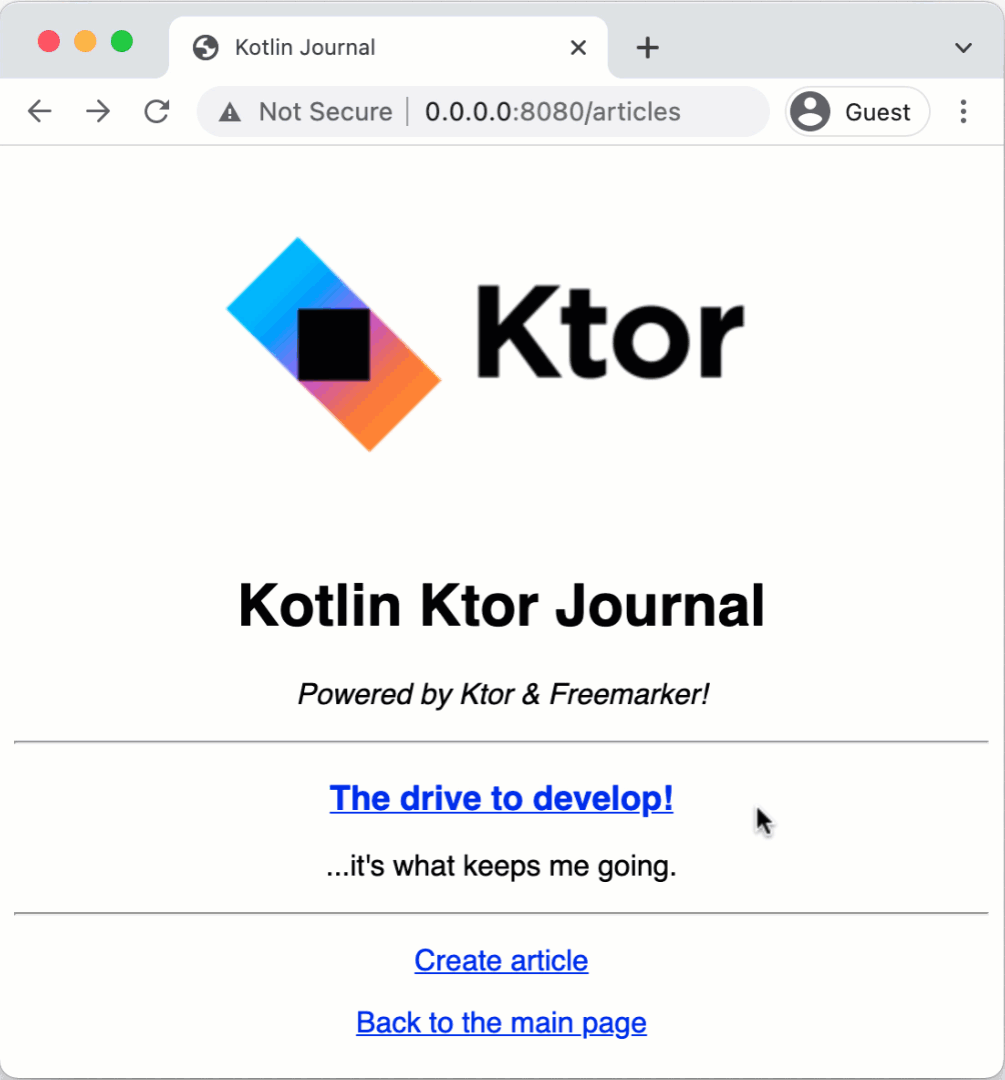 Kotlin Journal
Not Secure 0.0.0.0:8080/articles Guest
Ktor
Kotlin Ktor Journal
Powered by Ktor & Freemarker!
The drive to develop!
...it's what keeps me going.
Create article
Back to the main page